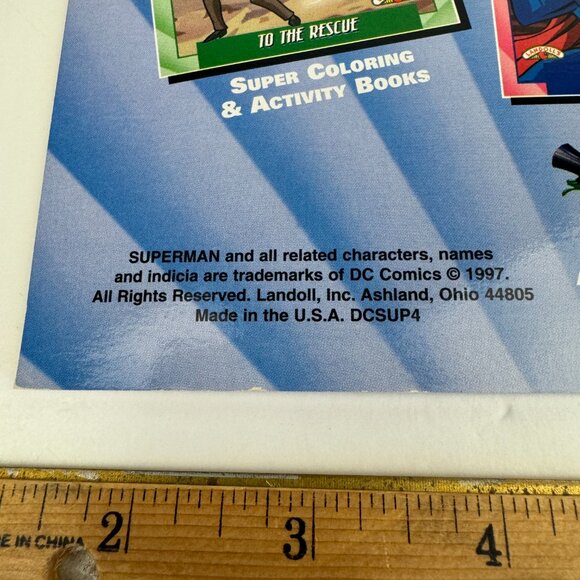 TO THE RESCUE
SUPER COLORING
& ACTIVITY BOOKS
LANDOLL'S
SUPERMAN and all related characters, names
and indicia are trademarks of DC Comics © 1997.
All Rights Reserved. Landoll, Inc. Ashland, Ohio 44805
Made in the U.S.A. DCSUP4
2 3 4
E IN CHINA